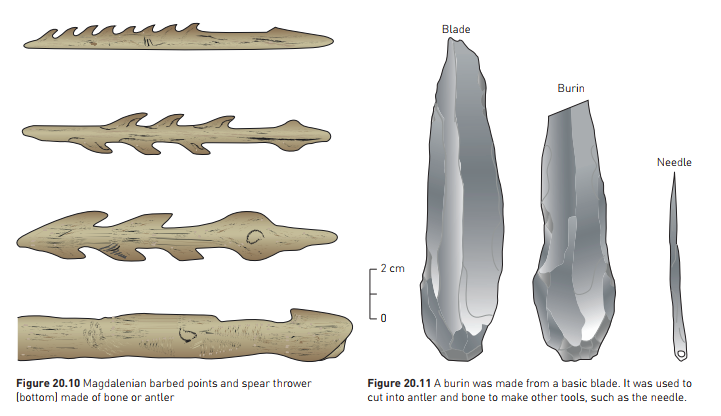 Blade
Burin
Needle
2 cm
0
Figure 20.10 Magdalenian barbed points and spear thrower
(bottom) made of bone or antler
Figure 20.11 A burin was made from a basic blade. It was used to
cut into antler and bone to make other tools, such as the needle.